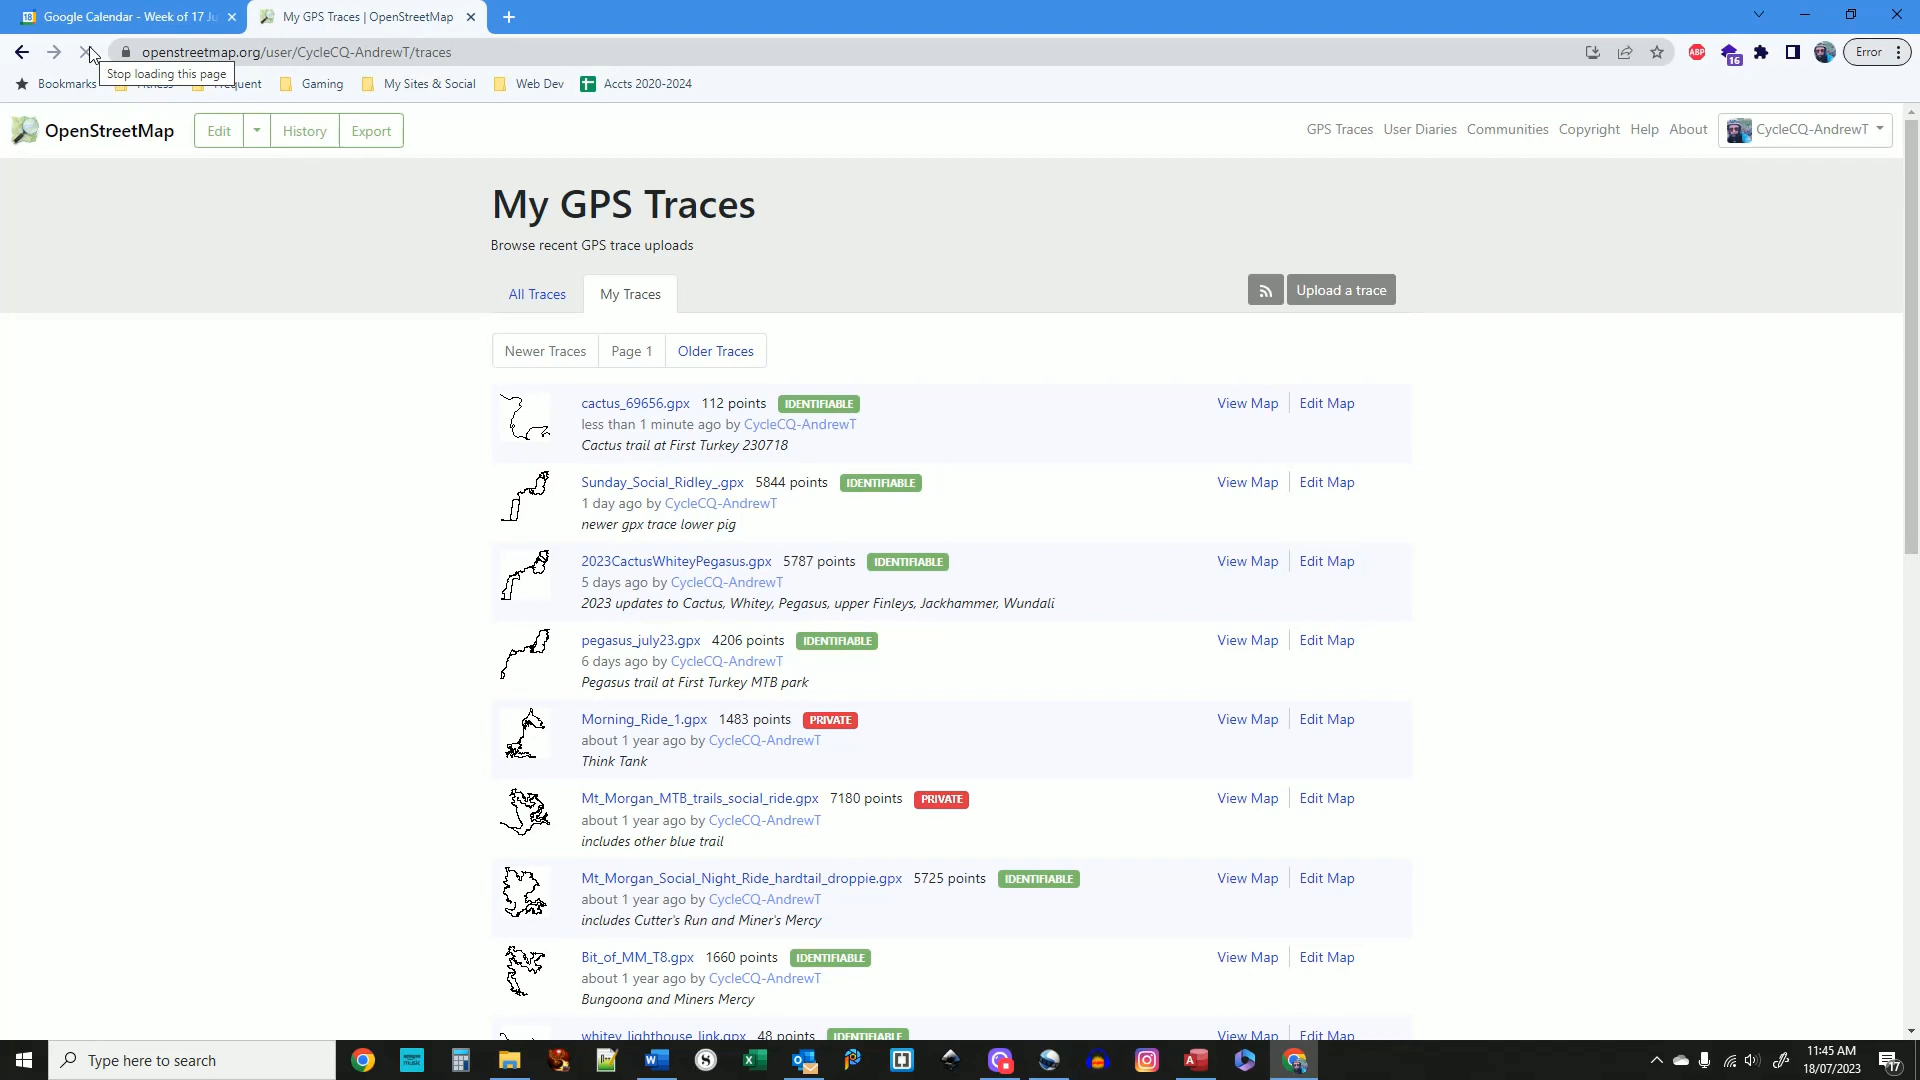 Google Calendar - Week of 17 Ju
My GPS Traces | OpenStreetMap
openstreetmap.org/user/CycleCQ-AndrewT/traces
ABP
16
Error
Stop loading this page
Bookmarks
Gaming
My Sites & Social
Web Dev
Accts 2020-2024
OpenStreetMap
Edit
History
Export
GPS Traces
User Diaries
Communities
Copyright
Help
About
CycleCQ-AndrewT
My GPS Traces
Browse recent GPS trace uploads
All Traces
My Traces
Upload a trace
Newer Traces
Page 1
Older Traces
cactus_69656.gpx 112 points IDENTIFIABLE
View Map
Edit Map
less than 1 minute ago by CycleCQ-AndrewT
Cactus trail at First Turkey 230718
Sunday_Social_Ridley_.gpx 5844 points IDENTIFIABLE
View Map
Edit Map
1 day ago by CycleCQ-AndrewT
newer gpx trace lower pig
2023CactusWhiteyPegasus.gpx 5787 points IDENTIFIABLE
View Map
Edit Map
5 days ago by CycleCQ-AndrewT
2023 updates to Cactus, Whitey, Pegasus, upper Finleys, Jackhammer, Wundali
pegasus_july23.gpx 4206 points IDENTIFIABLE
View Map
Edit Map
6 days ago by CycleCQ-AndrewT
Pegasus trail at First Turkey MTB park
Morning_Ride_1.gpx 1483 points PRIVATE
View Map
Edit Map
about 1 year ago by CycleCQ-AndrewT
Think Tank
Mt_Morgan_MTB_trails_social_ride.gpx 7180 points PRIVATE
View Map
Edit Map
about 1 year ago by CycleCQ-AndrewT
includes other blue trail
Mt_Morgan_Social_Night_Ride_hardtail_droppie.gpx 5725 points IDENTIFIABLE
View Map
Edit Map
about 1 year ago by CycleCQ-AndrewT
includes Cutter's Run and Miner's Mercy
Bit_of_MM_T8.gpx 1660 points IDENTIFIABLE
View Map
Edit Map
about 1 year ago by CycleCQ-AndrewT
Bungoona and Miners Mercy
whitey_lighthouse_link.gpx 48 points IDENTIFIABLE
View Map
Edit Map
Type here to search
11:45 AM
18/07/2023
17